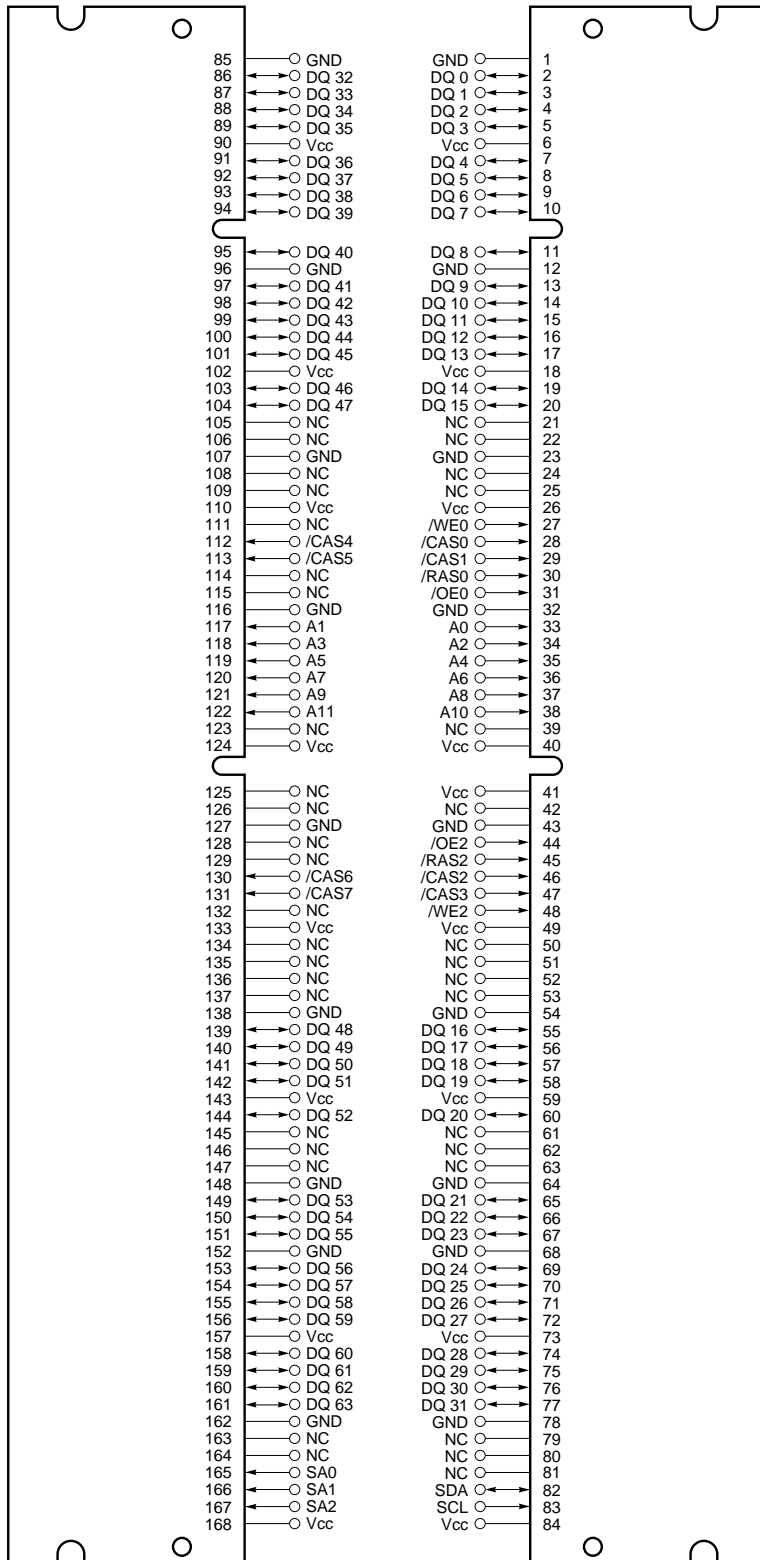 85 GND GND 1
86 DQ 32 DQ 0 2
87 DQ 33 DQ 1 3
88 DQ 34 DQ 2 4
89 DQ 35 DQ 3 5
90 Vcc Vcc 6
91 DQ 36 DQ 4 7
92 DQ 37 DQ 5 8
93 DQ 38 DQ 6 9
94 DQ 39 DQ 7 10
95 DQ 40 DQ 8 11
96 GND GND 12
97 DQ 41 DQ 9 13
98 DQ 42 DQ 10 14
99 DQ 43 DQ 11 15
100 DQ 44 DQ 12 16
101 DQ 45 DQ 13 17
102 Vcc Vcc 18
103 DQ 46 DQ 14 19
104 DQ 47 DQ 15 20
105 NC NC 21
106 NC NC 22
107 GND GND 23
108 NC NC 24
109 NC NC 25
110 Vcc Vcc 26
111 NC /WE0 27
112 /CAS4 /CAS0 28
113 /CAS5 /CAS1 29
114 NC /RAS0 30
115 NC /OE0 31
116 GND GND 32
117 A1 A0 33
118 A3 A2 34
119 A5 A4 35
120 A7 A6 36
121 A9 A8 37
122 A11 A10 38
123 NC NC 39
124 Vcc Vcc 40
125 NC Vcc 41
126 NC NC 42
127 GND GND 43
128 NC /OE2 44
129 NC /RAS2 45
130 /CAS6 /CAS2 46
131 /CAS7 /CAS3 47
132 NC /WE2 48
133 Vcc Vcc 49
134 NC NC 50
135 NC NC 51
136 NC NC 52
137 NC NC 53
138 GND GND 54
139 DQ 48 DQ 16 55
140 DQ 49 DQ 17 56
141 DQ 50 DQ 18 57
142 DQ 51 DQ 19 58
143 Vcc Vcc 59
144 DQ 52 DQ 20 60
145 NC NC 61
146 NC NC 62
147 NC NC 63
148 GND GND 64
149 DQ 53 DQ 21 65
150 DQ 54 DQ 22 66
151 DQ 55 DQ 23 67
152 GND GND 68
153 DQ 56 DQ 24 69
154 DQ 57 DQ 25 70
155 DQ 58 DQ 26 71
156 DQ 59 DQ 27 72
157 Vcc Vcc 73
158 DQ 60 DQ 28 74
159 DQ 61 DQ 29 75
160 DQ 62 DQ 30 76
161 DQ 63 DQ 31 77
162 GND GND 78
163 NC NC 79
164 NC NC 80
165 SA0 NC 81
166 SA1 SDA 82
167 SA2 SCL 83
168 Vcc Vcc 84